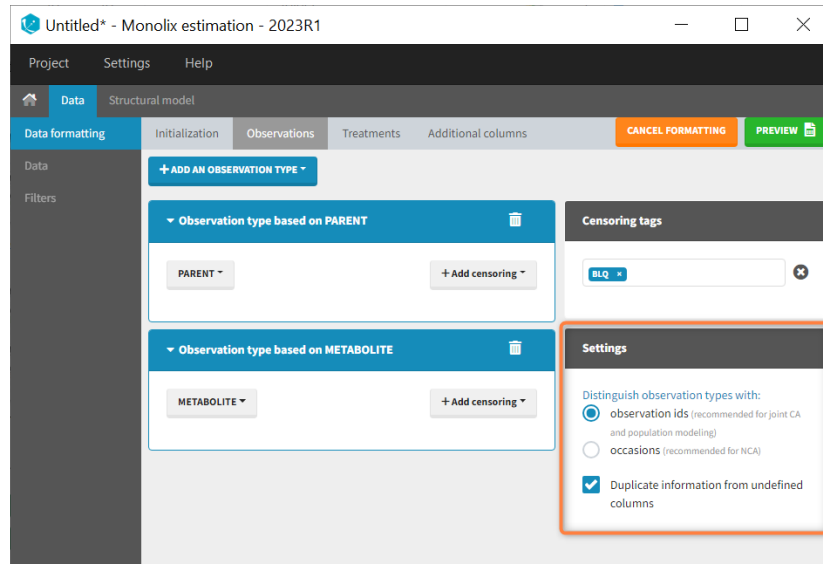 Untitled* - Monolix estimation - 2023R1
Project Settings Help
Data Structural model
Data formatting Initialization Observations Treatments Additional columns CANCEL FORMATTING PREVIEW
Data
Filters
+ ADD AN OBSERVATION TYPE
Observation type based on PARENT
PARENT + Add censoring
Censoring tags
BLQ ×
Observation type based on METABOLITE
METABOLITE + Add censoring
Settings
Distinguish observation types with:
observation ids (recommended for joint CA
and population modeling)
occasions (recommended for NCA)
Duplicate information from undefined
columns